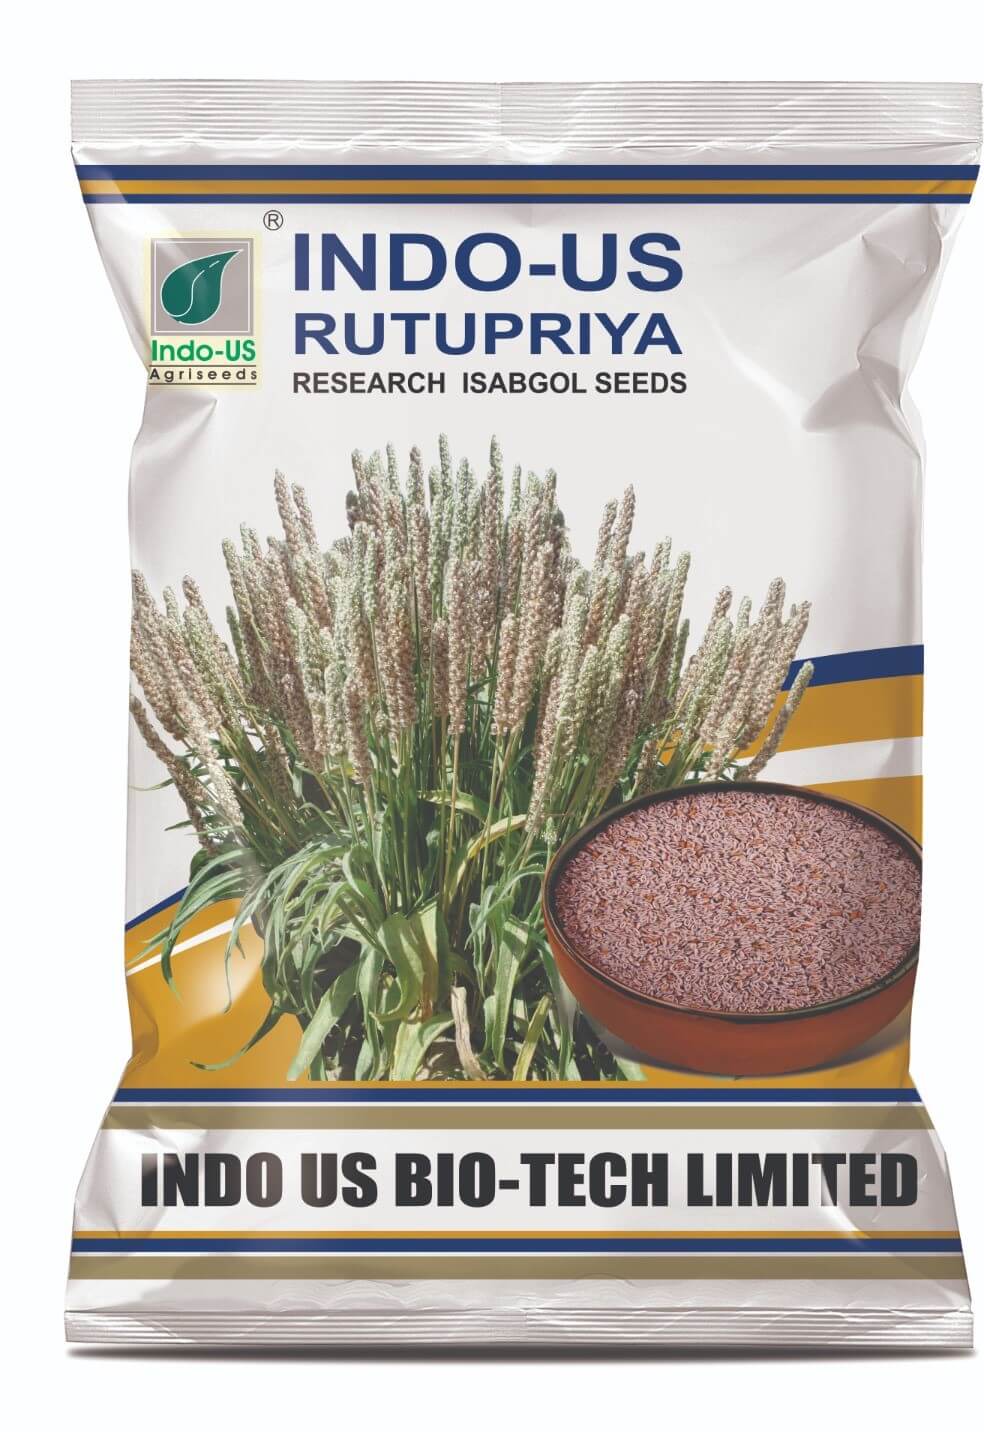 ®
INDO-US
RUTUPRIYA
RESEARCH ISABGOL SEEDS
Indo-US
Agriseeds
INDO US BIO-TECH LIMITED